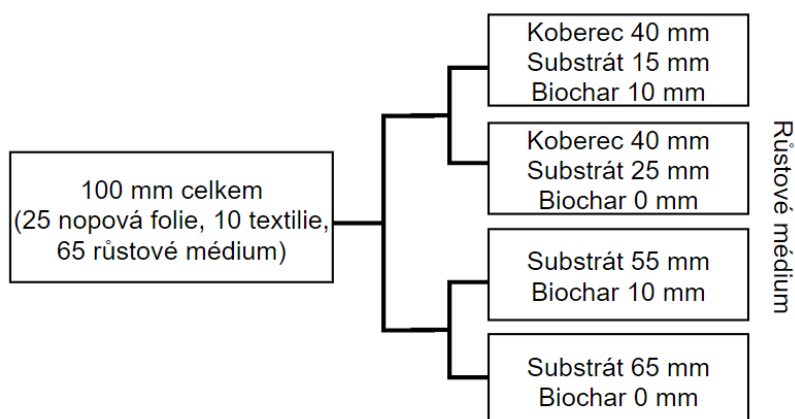 100 mm celkem
(25 nopová folie, 10 textilie,
65 růstové médium)
Koberec 40 mm
Substrát 15 mm
Biochar 10 mm
Koberec 40 mm
Substrát 25 mm
Biochar 0 mm
Substrát 55 mm
Biochar 10 mm
Substrát 65 mm
Biochar 0 mm
Růstové médium